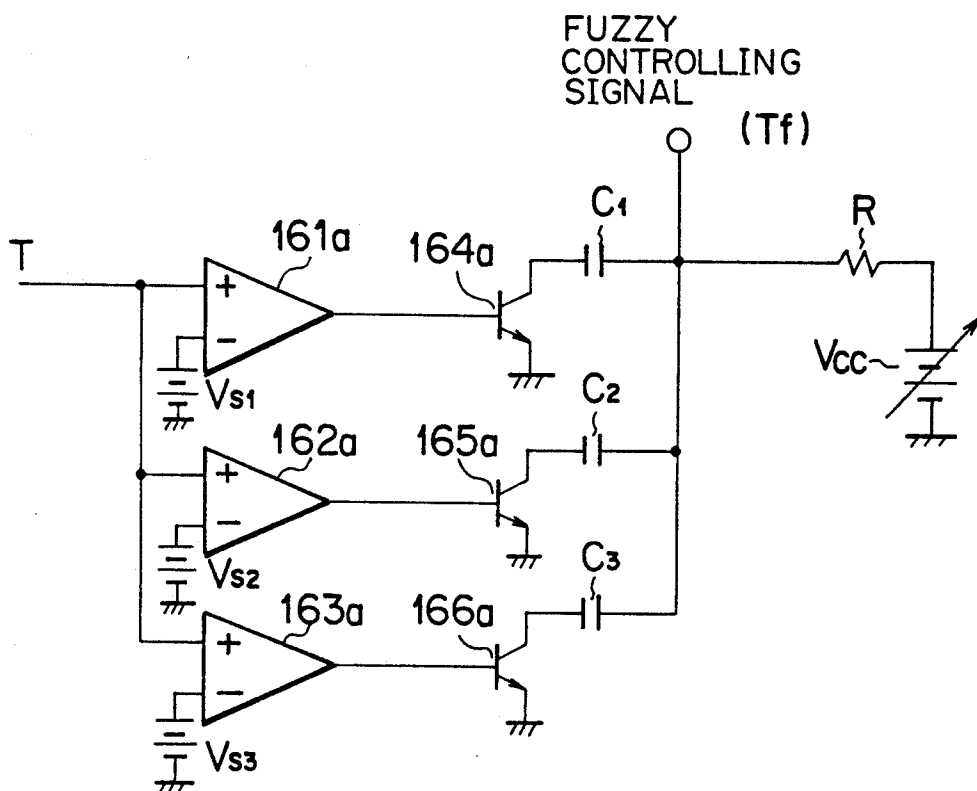 FUZZY
CONTROLLING
SIGNAL
(Tf)
T
161a
164a
C1
R
+
−
VS1
VCC
162a
165a
C2
+
−
VS2
163a
166a
C3
+
−
VS3